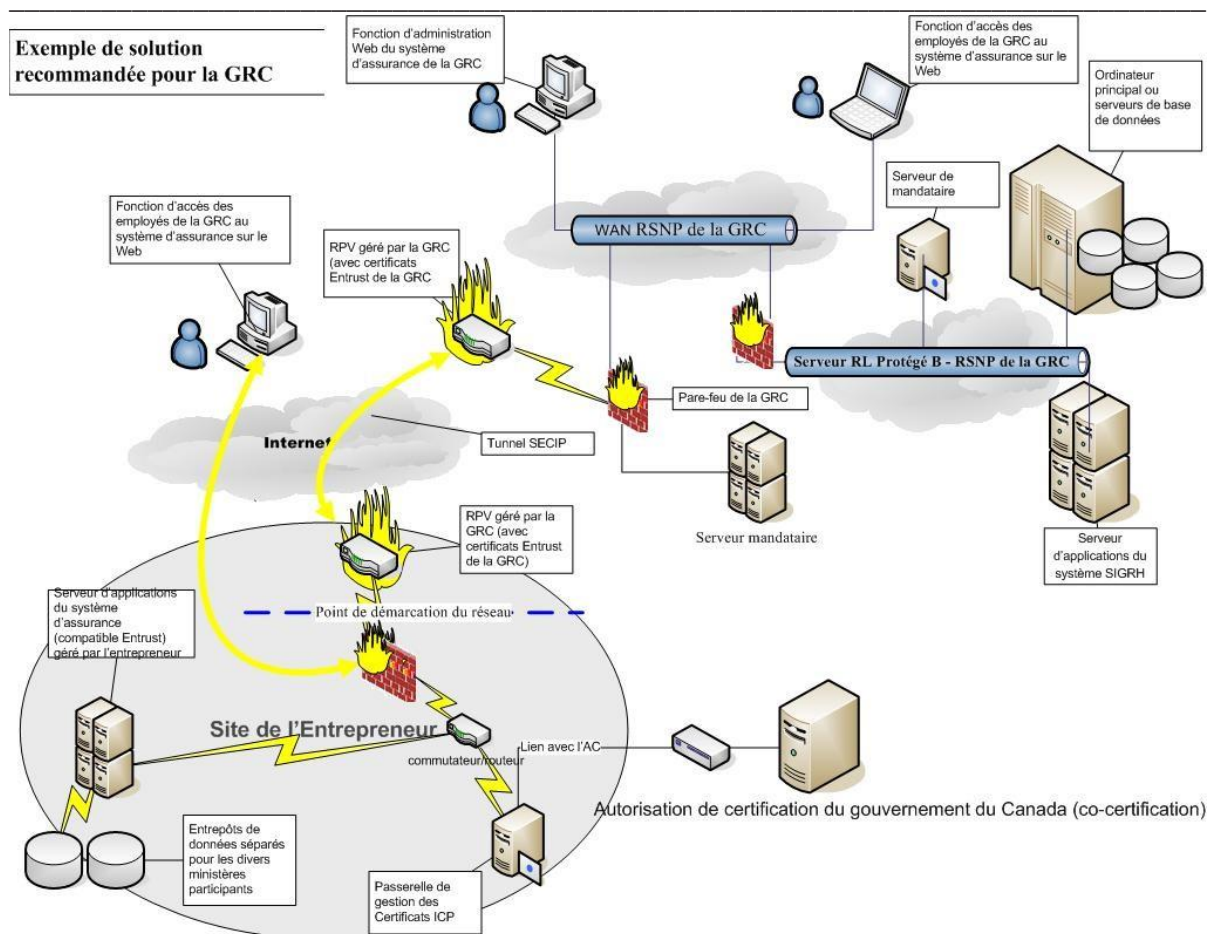 Exemple de solution
recommandée pour la GRC
Fonction d'administration
Web du système
d'assurance de la GRC
Fonction d'accès des
employés de la GRC au
système d'assurance sur le
Web
Ordinateur
principal ou
serveurs de base
de données
Serveur de
mandataire
Fonction d'accès des
employés de la GRC au
système d'assurance sur le
Web
RPV géré par la GRC
(avec certificats
Entrust de la GRC
WAN RSNP de la GRC
Serveur RL Protégé B - RSNP de la GRC
Pare-feu de la GRC
Internet
Tunnel SECIP
Serveur mandataire
Serveur
d'applications du
système SIGRH
RPV géré par la
GRC (avec
certificats Entrust
de la GRC)
Serveur d'applications
du système
d'assurance
(compatible Entrust)
géré par l'entrepreneur
Point de démarcation du réseau
Site de l'Entrepreneur
commutateur/routeur
Lien avec l'AC
Autorisation de certification du gouvernement du Canada (co-certification)
Entrepôts de
données séparés
pour les divers
ministères
participants
Passerelle de
gestion des
Certificats ICP